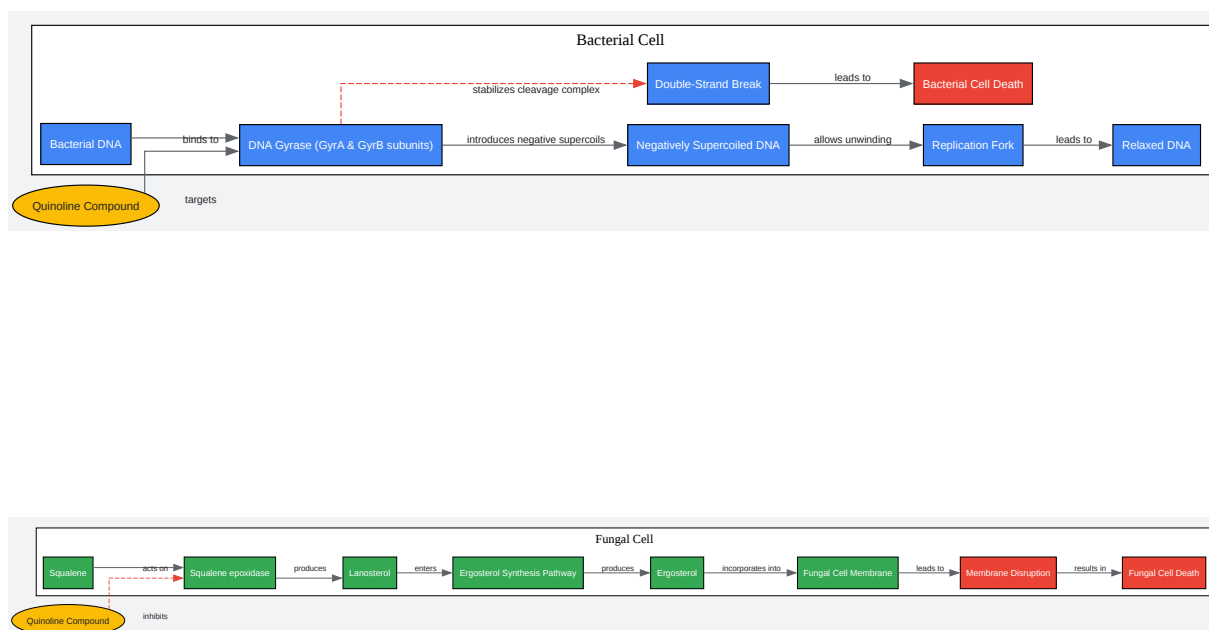 Bacterial Cell
Double-Strand Break
leads to
Bacterial Cell Death
stabilizes cleavage complex
Bacterial DNA
binds to
DNA Gyrase (GyrA & GyrB subunits)
introduces negative supercoils
Negatively Supercoiled DNA
allows unwinding
Replication Fork
leads to
Relaxed DNA
Quinoline Compound
targets
Fungal Cell
Squalene
acts on
Squalene epoxidase
produces
Lanosterol
enters
Ergosterol Synthesis Pathway
produces
Ergosterol
incorporates into
Fungal Cell Membrane
leads to
Membrane Disruption
results in
Fungal Cell Death
Quinoline Compound
inhibits